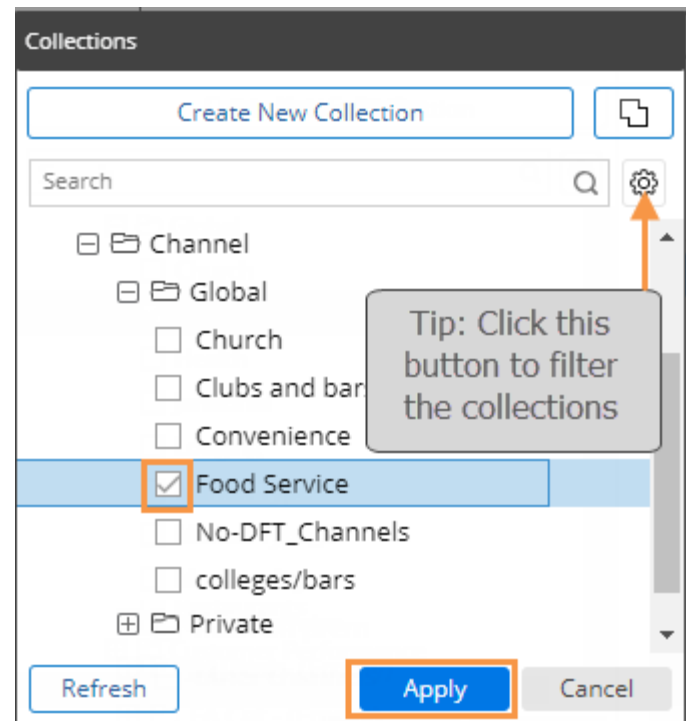 Collections
Create New Collection
Search
Channel
Global
Church
Clubs and bar
Convenience
Food Service
No-DFT_Channels
colleges/bars
Private
Tip: Click this
button to filter
the collections
Refresh
Apply
Cancel